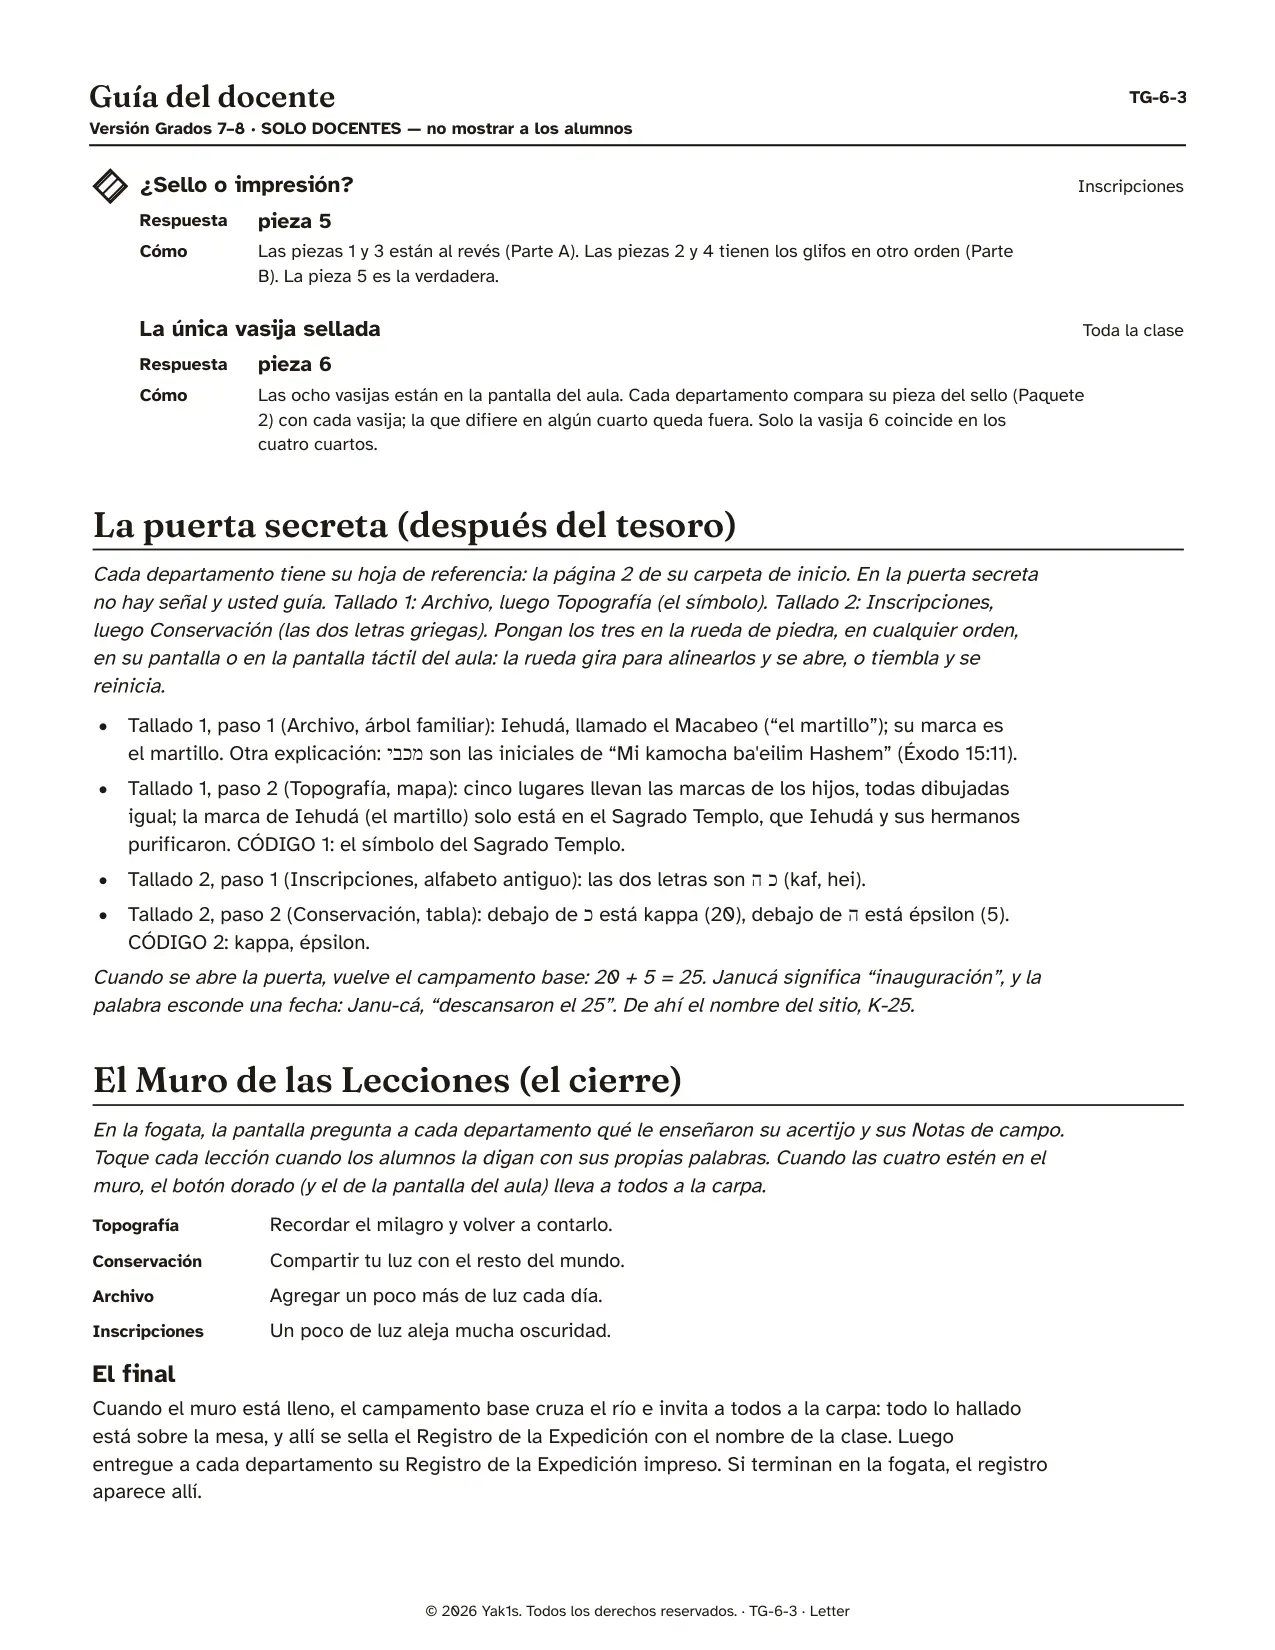 Guía del docente
TG-6-3
Versión Grados 7–8 · SOLO DOCENTES — no mostrar a los alumnos
¿Sello o impresión?
Inscripciones
Respuesta pieza 5
Cómo Las piezas 1 y 3 están al revés (Parte A). Las piezas 2 y 4 tienen los glifos en otro orden (Parte
B). La pieza 5 es la verdadera.
La única vasija sellada
Toda la clase
Respuesta pieza 6
Cómo Las ocho vasijas están en la pantalla del aula. Cada departamento compara su pieza del sello (Paquete
2) con cada vasija; la que difiere en algún cuarto queda fuera. Solo la vasija 6 coincide en los
cuatro cuartos.
La puerta secreta (después del tesoro)
Cada departamento tiene su hoja de referencia: la página 2 de su carpeta de inicio. En la puerta secreta
no hay señal y usted guía. Tallado 1: Archivo, luego Topografía (el símbolo). Tallado 2: Inscripciones,
luego Conservación (las dos letras griegas). Pongan los tres en la rueda de piedra, en cualquier orden,
en su pantalla o en la pantalla táctil del aula: la rueda gira para alinearlos y se abre, o tiembla y se
reinicia.
• Tallado 1, paso 1 (Archivo, árbol familiar): Iehudá, llamado el Macabeo (“el martillo”); su marca es
el martillo. Otra explicación: מכבי son las iniciales de “Mi kamocha ba'eilim Hashem” (Éxodo 15:11).
• Tallado 1, paso 2 (Topografía, mapa): cinco lugares llevan las marcas de los hijos, todas dibujadas
igual; la marca de Iehudá (el martillo) solo está en el Sagrado Templo, que Iehudá y sus hermanos
purificaron. CÓDIGO 1: el símbolo del Sagrado Templo.
• Tallado 2, paso 1 (Inscripciones, alfabeto antiguo): las dos letras son כ ה (kaf, hei).
• Tallado 2, paso 2 (Conservación, tabla): debajo de כ está kappa (20), debajo de ה está épsilon (5).
CÓDIGO 2: kappa, épsilon.
Cuando se abre la puerta, vuelve el campamento base: 20 + 5 = 25. Janucá significa “inauguración”, y la
palabra esconde una fecha: Janu-cá, “descansaron el 25”. De ahí el nombre del sitio, K-25.
El Muro de las Lecciones (el cierre)
En la fogata, la pantalla pregunta a cada departamento qué le enseñaron su acertijo y sus Notas de campo.
Toque cada lección cuando los alumnos la digan con sus propias palabras. Cuando las cuatro estén en el
muro, el botón dorado (y el de la pantalla del aula) lleva a todos a la carpa.
Topografía Recordar el milagro y volver a contarlo.
Conservación Compartir tu luz con el resto del mundo.
Archivo Agregar un poco más de luz cada día.
Inscripciones Un poco de luz aleja mucha oscuridad.
El final
Cuando el muro está lleno, el campamento base cruza el río e invita a todos a la carpa: todo lo hallado
está sobre la mesa, y allí se sella el Registro de la Expedición con el nombre de la clase. Luego
entregue a cada departamento su Registro de la Expedición impreso. Si terminan en la fogata, el registro
aparece allí.
© 2026 Yak1s. Todos los derechos reservados. · TG-6-3 · Letter